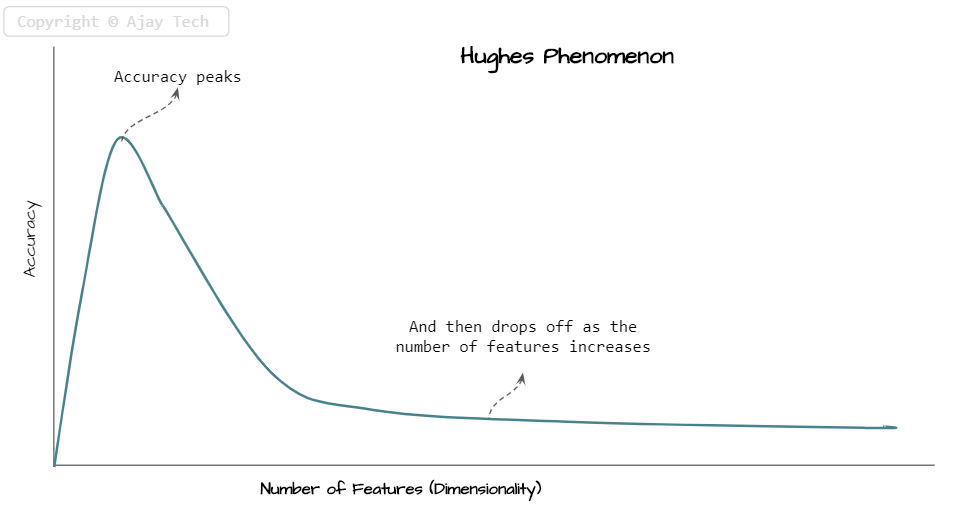 Copyright © Ajay Tech
Hughes Phenomenon
Accuracy peaks
Accuracy
And then drops off as the
number of features increases
Number of Features (Dimensionality)